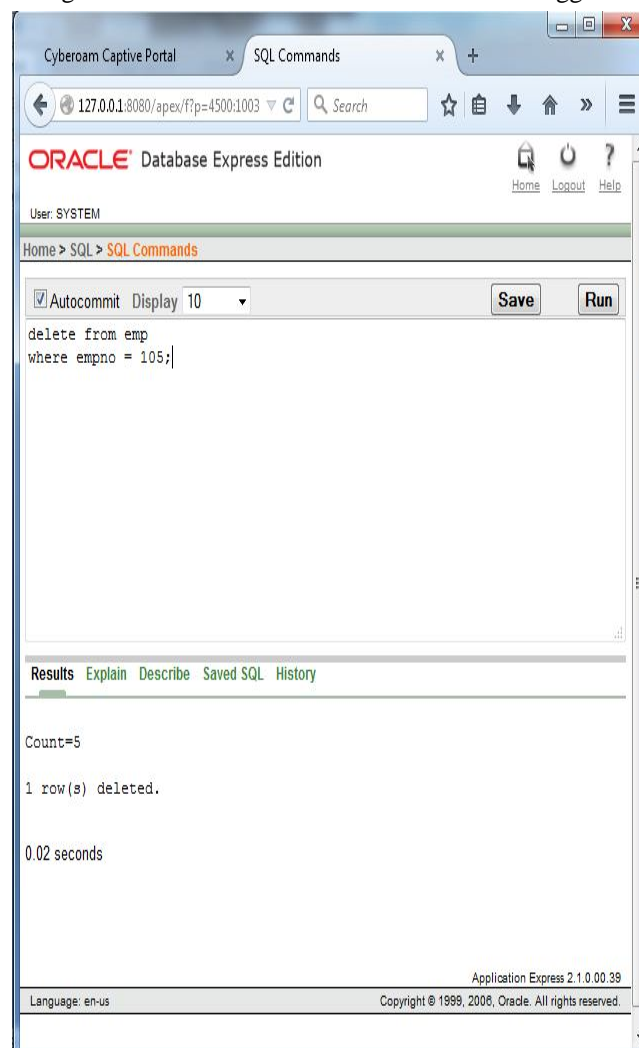 Cyberoam Captive Portal × SQL Commands × +
127.0.0.1:8080/apex/f?p=4500:1003 Search
ORACLE® Database Express Edition
Home Logout Help
User: SYSTEM
Home > SQL > SQL Commands
Autocommit Display 10 Save Run
delete from emp
where empno = 105;
Results Explain Describe Saved SQL History
Count=5
1 row(s) deleted.
0.02 seconds
Application Express 2.1.0.00.39
Language: en-us Copyright © 1999, 2006, Oracle. All rights reserved.